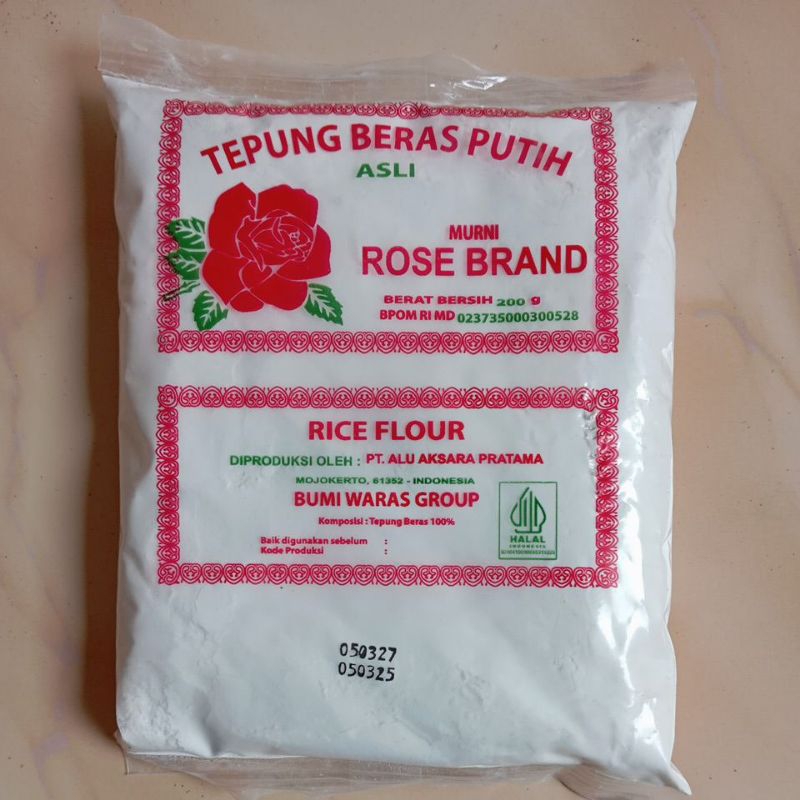 TEPUNG BERAS PUTIH
ASLI
MURNI
ROSE BRAND
BERAT BERSIH 200 g
BPOM RI MD 023735000300528
RICE FLOUR
DIPRODUKSI OLEH : PT. ALU AKSARA PRATAMA
MOJOKERTO, 61352 - INDONESIA
BUMI WARAS GROUP
Komposisi : Tepung Beras 100%
Baik digunakan sebelum :
Kode Produksi :
HALAL
INDONESIA
050327
050325